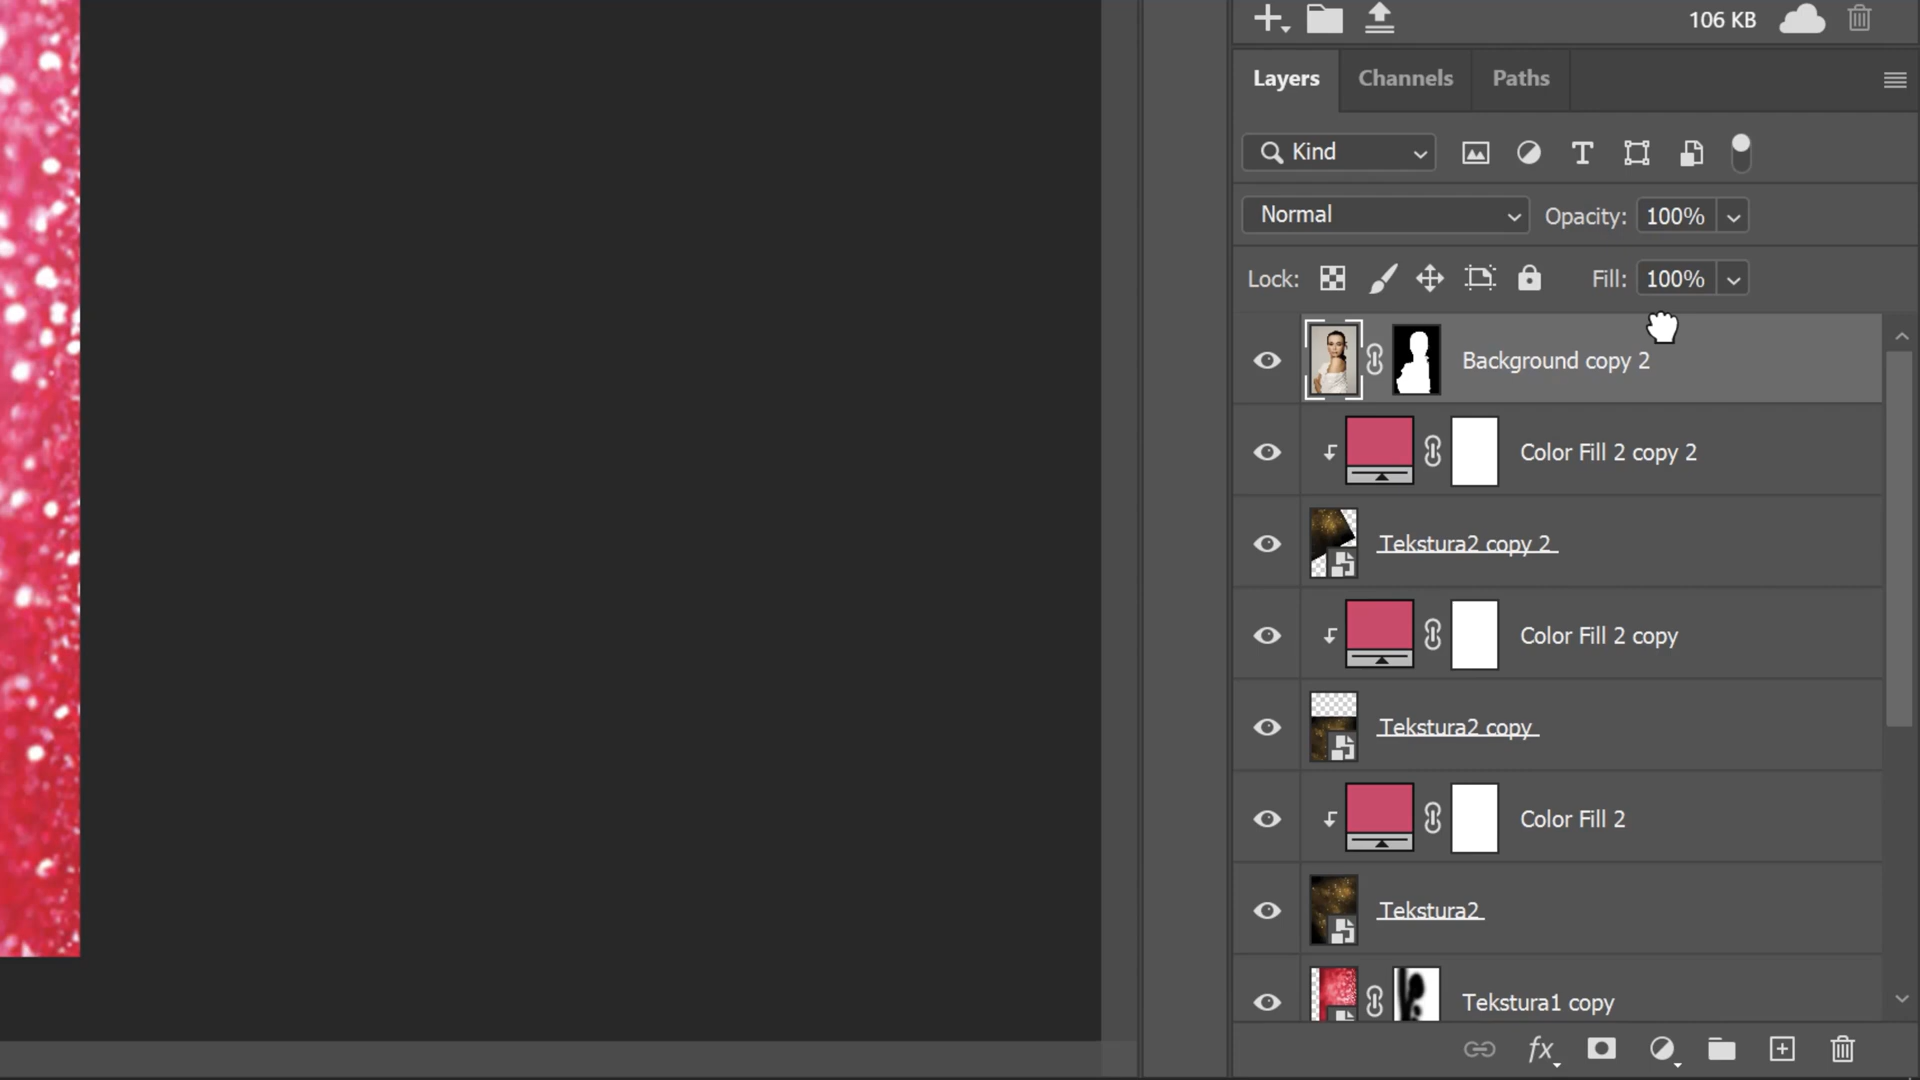 106 KB
Layers
Channels
Paths
Kind
Normal
Opacity: 100%
Lock:
Fill: 100%
Background copy 2
Color Fill 2 copy 2
Tekstura2 copy 2
Color Fill 2 copy
Tekstura2 copy
Color Fill 2
Tekstura2
Tekstura1 copy
fx